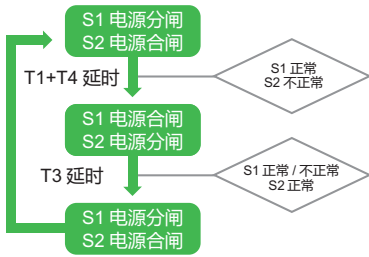 S1 电源分闸
S2 电源合闸
T1+T4 延时
S1 正常
S2 不正常
S1 电源合闸
S2 电源分闸
T3 延时
S1 正常 / 不正常
S2 正常
S1 电源分闸
S2 电源合闸